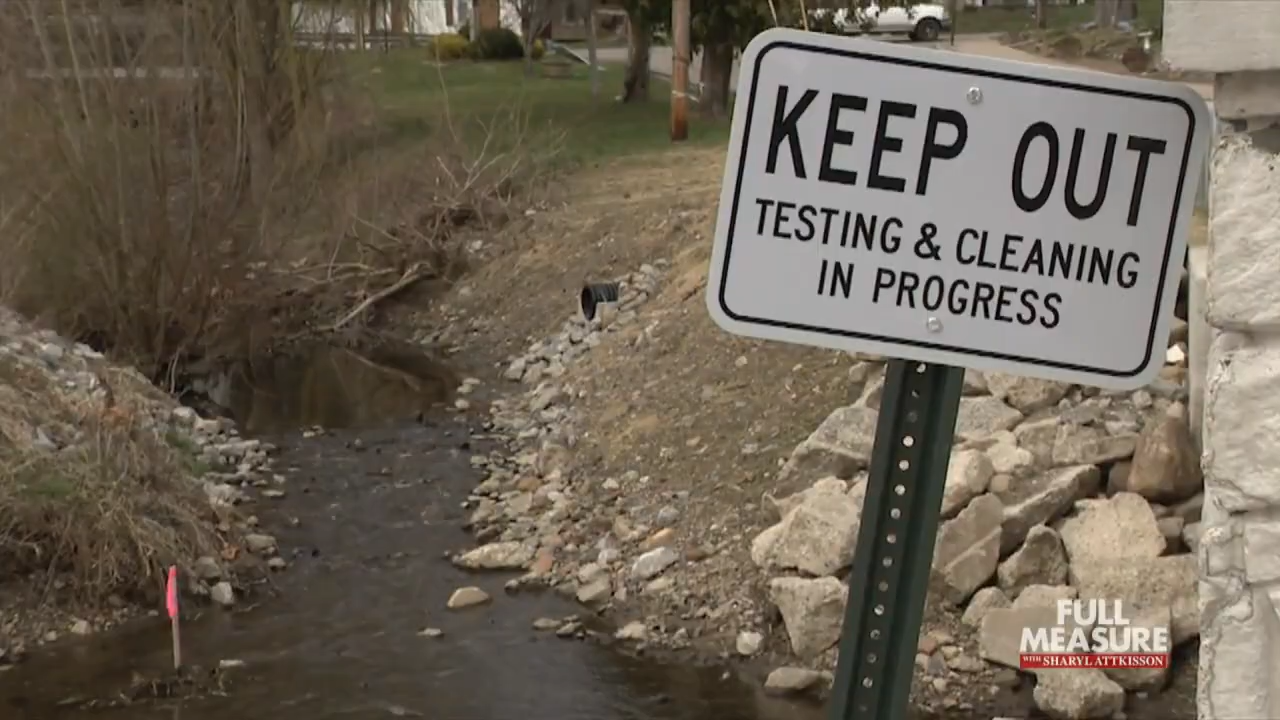 KEEP OUT
TESTING & CLEANING
IN PROGRESS
FULL
MEASURE
WITH SHARYL ATTKISSON